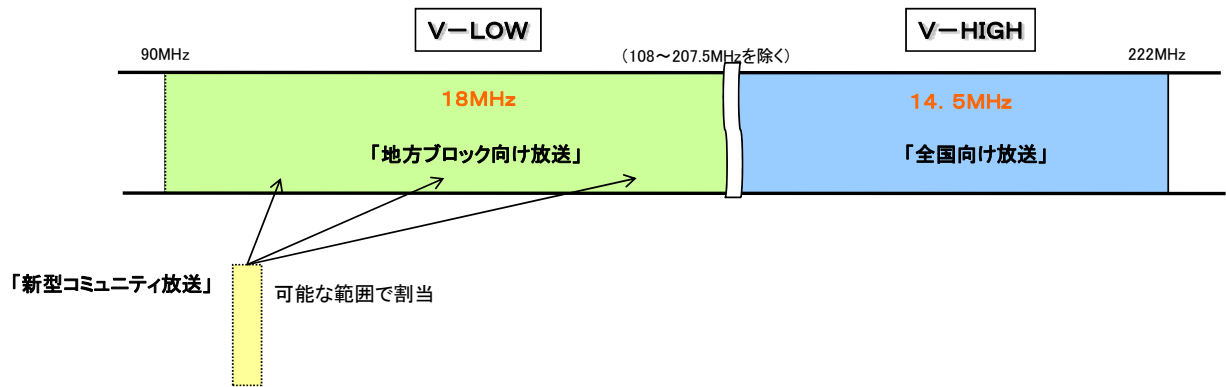 V-LOW
V-HIGH
90MHz
(108～207.5MHzを除く)
222MHz
18MHz
14.5MHz
「地方ブロック向け放送」
「全国向け放送」
「新型コミュニティ放送」
可能な範囲で割当